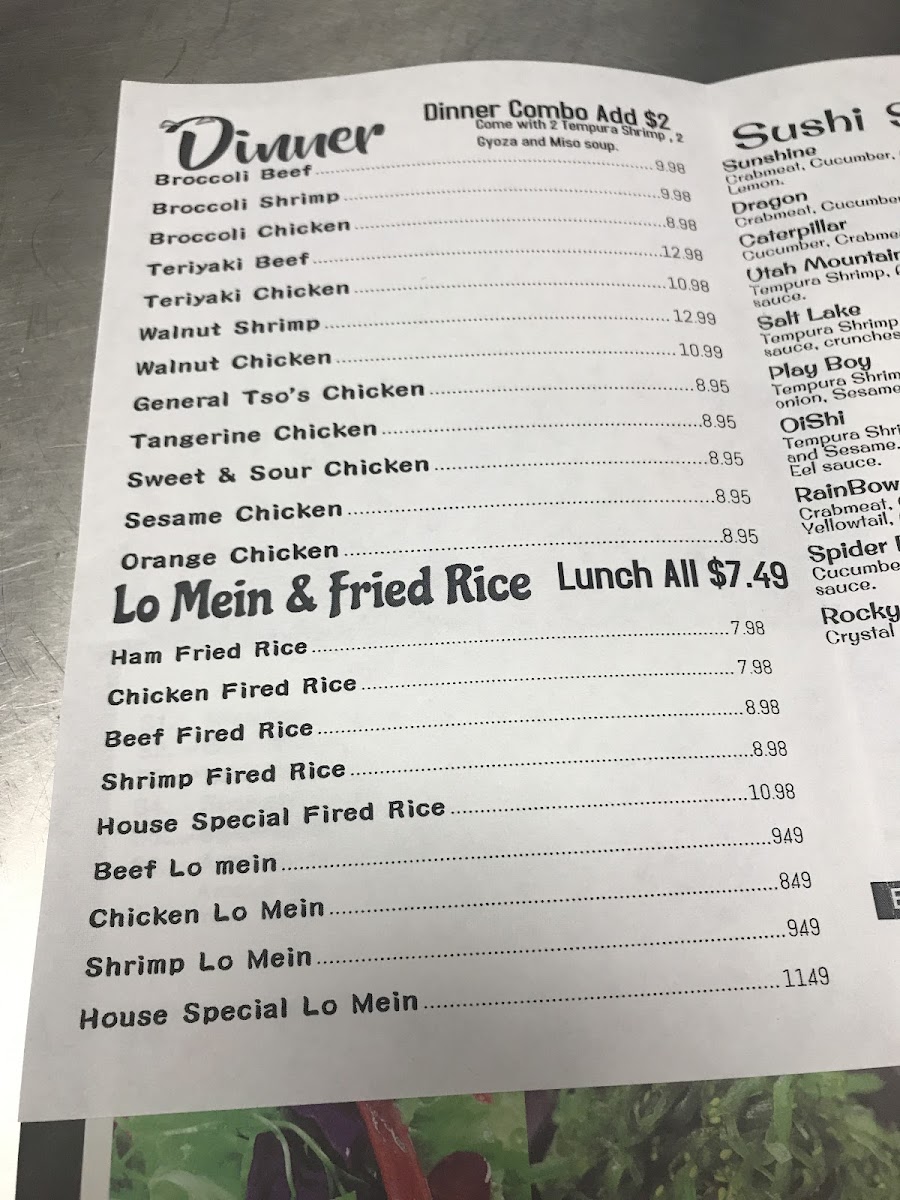 Dinner
Dinner Combo Add $2
Come with 2 Tempura Shrimp , 2
Gyoza and Miso soup.
Broccoli Beef 9.98
Broccoli Shrimp 9.98
Broccoli Chicken 8.98
Teriyaki Beef 12.98
Teriyaki Chicken 10.98
Walnut Shrimp 12.99
Walnut Chicken 10.99
General Tso's Chicken 8.95
Tangerine Chicken 8.95
Sweet & Sour Chicken 8.95
Sesame Chicken 8.95
Orange Chicken 8.95
Lo Mein & Fried Rice Lunch All $7.49
Ham Fried Rice 7.98
Chicken Fired Rice 7.98
Beef Fired Rice 8.98
Shrimp Fired Rice 8.98
House Special Fired Rice 10.98
Beef Lo mein 949
Chicken Lo Mein 849
Shrimp Lo Mein 949
House Special Lo Mein 1149
Sushi
Sunshine
Crabmeat, Cucumber,
Lemon.
Dragon
Crabmeat, Cucumber
Caterpillar
Cucumber, Crabme
Utah Mountain
Tempura Shrimp,
sauce.
Salt Lake
Tempura Shrimp
sauce, crunches
Play Boy
Tempura Shrim
onion, Sesame
OiShi
Tempura Shri
and Sesame.
Eel sauce.
RainBow
Crabmeat,
Yellowtail,
Spider
Cucumbe
sauce.
Rocky
Crystal